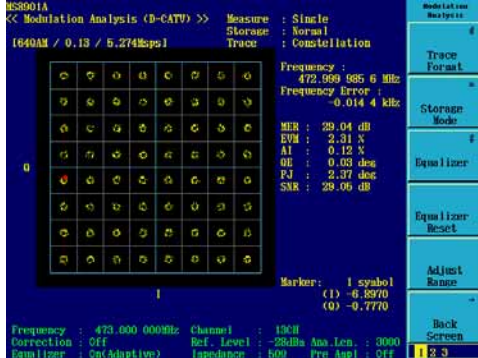 MS8901A
<< Modulation Analysis (D-CATV) >>
Measure : Single
Storage : Normal
[64QAM / 0.13 / 5.274Msps]
Trace : Constellation
Frequency :
472.999 985 6 MHz
Frequency Error :
-0.014 4 kHz
MER : 29.04 dB
EVM : 2.31 %
AI : 0.12 %
QE : 0.03 deg
PJ : 2.37 deg
SNR : 29.05 dB
Q
I
Marker: 1 symbol
(I) -6.8970
(Q) -0.7770
Frequency : 473.000 000MHz Channel : 13CH
Correction : Off Ref. Level : -28dBm Ana.Len. : 3000
Equalizer : On(Adaptive) Impedance : 50Ω Pre Ampl : Off
Modulation
Analysis
Trace
Format
Storage
Mode
Equalizer
Equalizer
Reset
Adjust
Range
Back
Screen
1 2 3